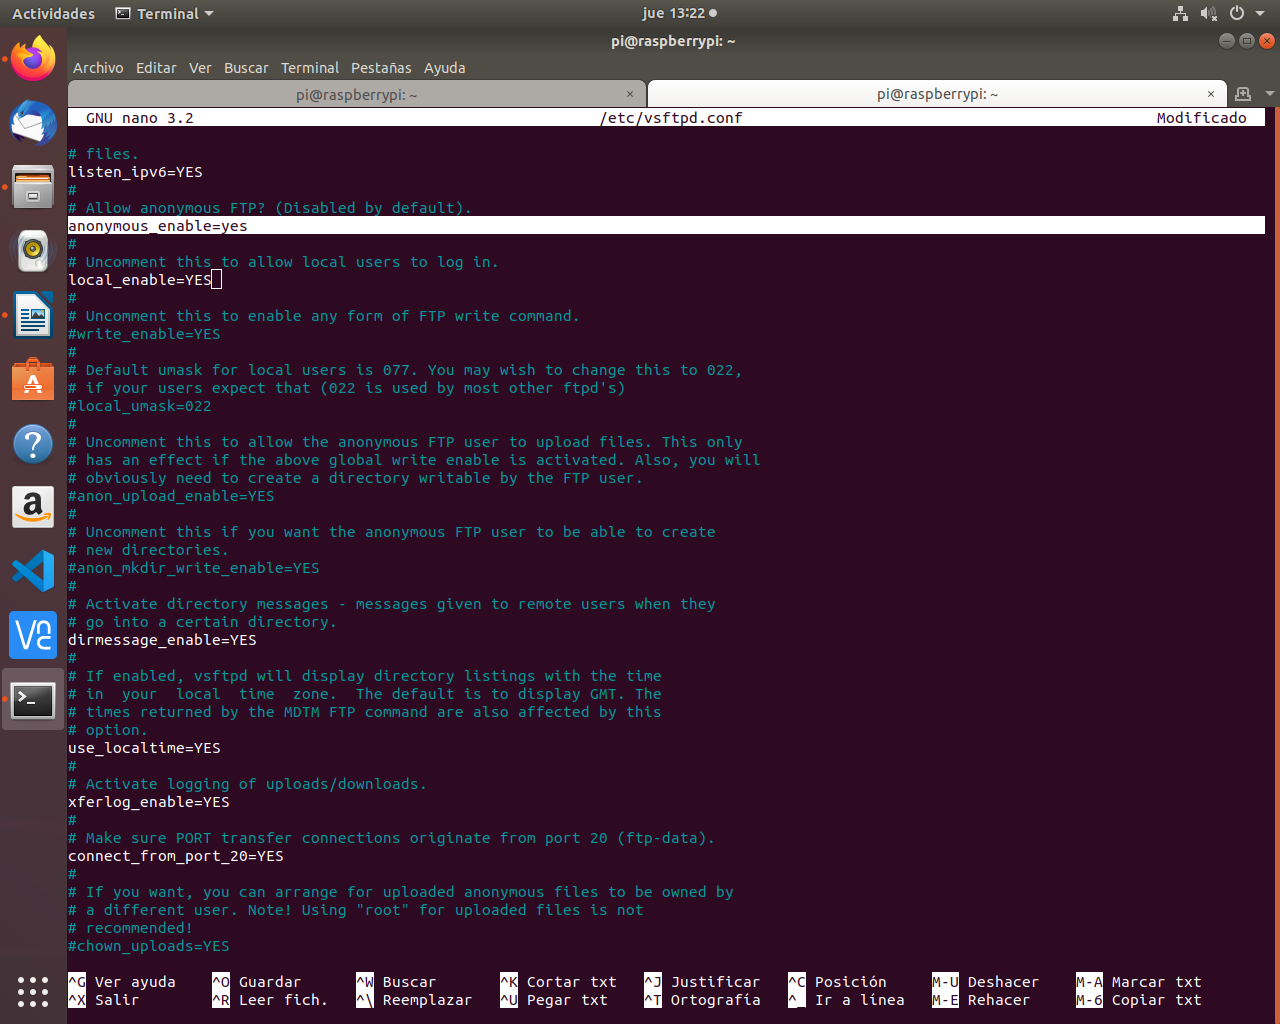 Actividades Terminal jue 13:22
pi@raspberrypi: ~
Archivo Editar Ver Buscar Terminal Pestañas Ayuda
pi@raspberrypi: ~ × pi@raspberrypi: ~ ×
GNU nano 3.2 /etc/vsftpd.conf Modificado
# files.
listen_ipv6=YES
#
# Allow anonymous FTP? (Disabled by default).
anonymous_enable=yes
#
# Uncomment this to allow local users to log in.
local_enable=YES
#
# Uncomment this to enable any form of FTP write command.
#write_enable=YES
#
# Default umask for local users is 077. You may wish to change this to 022,
# if your users expect that (022 is used by most other ftpd's)
#local_umask=022
#
# Uncomment this to allow the anonymous FTP user to upload files. This only
# has an effect if the above global write enable is activated. Also, you will
# obviously need to create a directory writable by the FTP user.
#anon_upload_enable=YES
#
# Uncomment this if you want the anonymous FTP user to be able to create
# new directories.
#anon_mkdir_write_enable=YES
#
# Activate directory messages - messages given to remote users when they
# go into a certain directory.
dirmessage_enable=YES
#
# If enabled, vsftpd will display directory listings with the time
# in  your  local  time  zone.  The default is to display GMT. The
# times returned by the MDTM FTP command are also affected by this
# option.
use_localtime=YES
#
# Activate logging of uploads/downloads.
xferlog_enable=YES
#
# Make sure PORT transfer connections originate from port 20 (ftp-data).
connect_from_port_20=YES
#
# If you want, you can arrange for uploaded anonymous files to be owned by
# a different user. Note! Using "root" for uploaded files is not
# recommended!
#chown_uploads=YES
^G Ver ayuda ^O Guardar ^W Buscar ^K Cortar txt ^J Justificar ^C Posición M-U Deshacer M-A Marcar txt
^X Salir ^R Leer fich. ^\ Reemplazar ^U Pegar txt ^T Ortografía ^_ Ir a línea M-E Rehacer M-6 Copiar txt